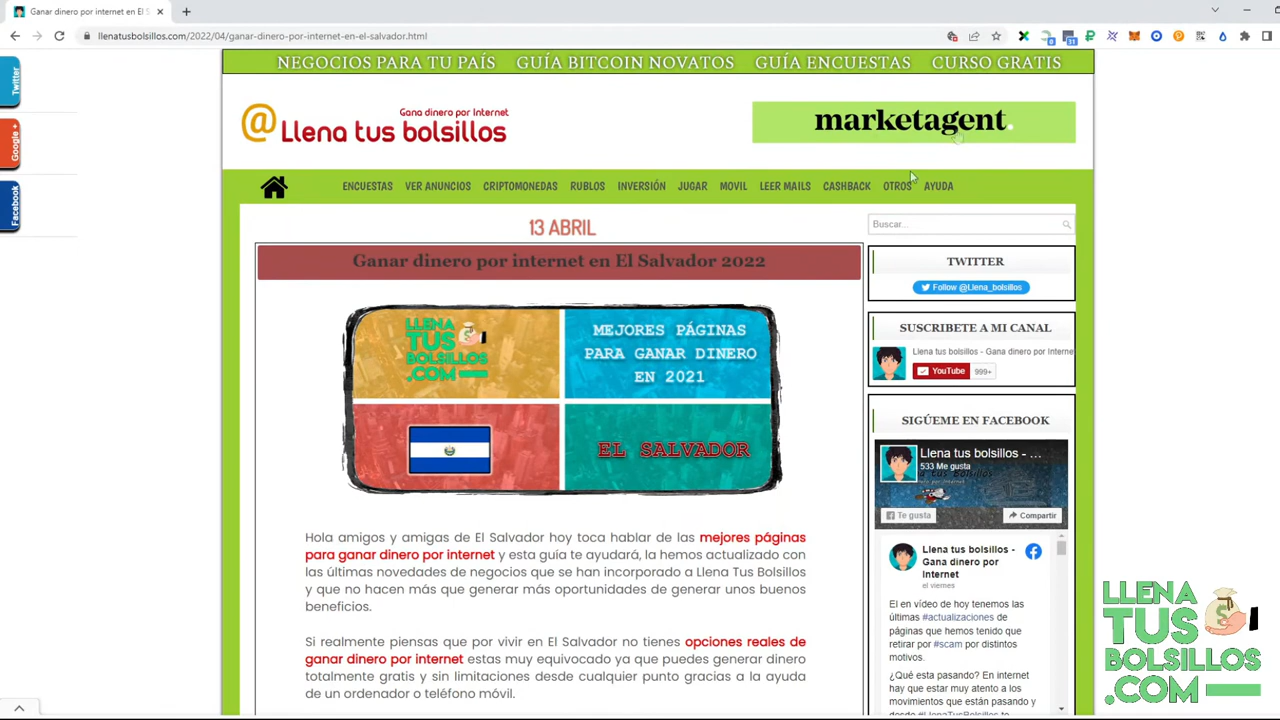 Ganar dinero por internet en El S
llenatusbolsillos.com/2022/04/ganar-dinero-por-internet-en-el-salvador.html
NEGOCIOS PARA TU PAÍS GUÍA BITCOIN NOVATOS GUÍA ENCUESTAS CURSO GRATIS
Twitter
Google +
Facebook
@
Gana dinero por Internet
Llena tus bolsillos
marketagent.
ENCUESTAS VER ANUNCIOS CRIPTOMONEDAS RUBLOS INVERSIÓN JUGAR MOVIL LEER MAILS CASHBACK OTROS AYUDA
13 ABRIL
Ganar dinero por internet en El Salvador 2022
LLENA
TUS
BOLSILLOS
.COM
MEJORES PÁGINAS
PARA GANAR DINERO
EN 2021
EL SALVADOR
Hola amigos y amigas de El Salvador hoy toca hablar de las mejores páginas
para ganar dinero por internet y esta guía te ayudará, la hemos actualizado con
las últimas novedades de negocios que se han incorporado a Llena Tus Bolsillos
y que no hacen más que generar más oportunidades de generar unos buenos
beneficios.
Si realmente piensas que por vivir en El Salvador no tienes opciones reales de
ganar dinero por internet estas muy equivocado ya que puedes generar dinero
totalmente gratis y sin limitaciones desde cualquier punto gracias a la ayuda
de un ordenador o teléfono móvil.
Buscar...
TWITTER
Follow @Llena_bolsillos
SUSCRIBETE A MI CANAL
Llena tus bolsillos - Gana dinero por Interne
YouTube 999+
SIGÚEME EN FACEBOOK
Llena tus bolsillos - ...
533 Me gusta
Te gusta Compartir
Llena tus bolsillos -
Gana dinero por
Internet
el viernes
El en vídeo de hoy tenemos las
últimas #actualizaciones de
páginas que hemos tenido que
retirar por #scam por distintos
motivos.
¿Qué esta pasando? En internet
hay que estar muy atento a los
movimientos que están pasando y
desde #LlenaTusBolsillos te
LLENA
TUS
BOLSILLOS
.COM